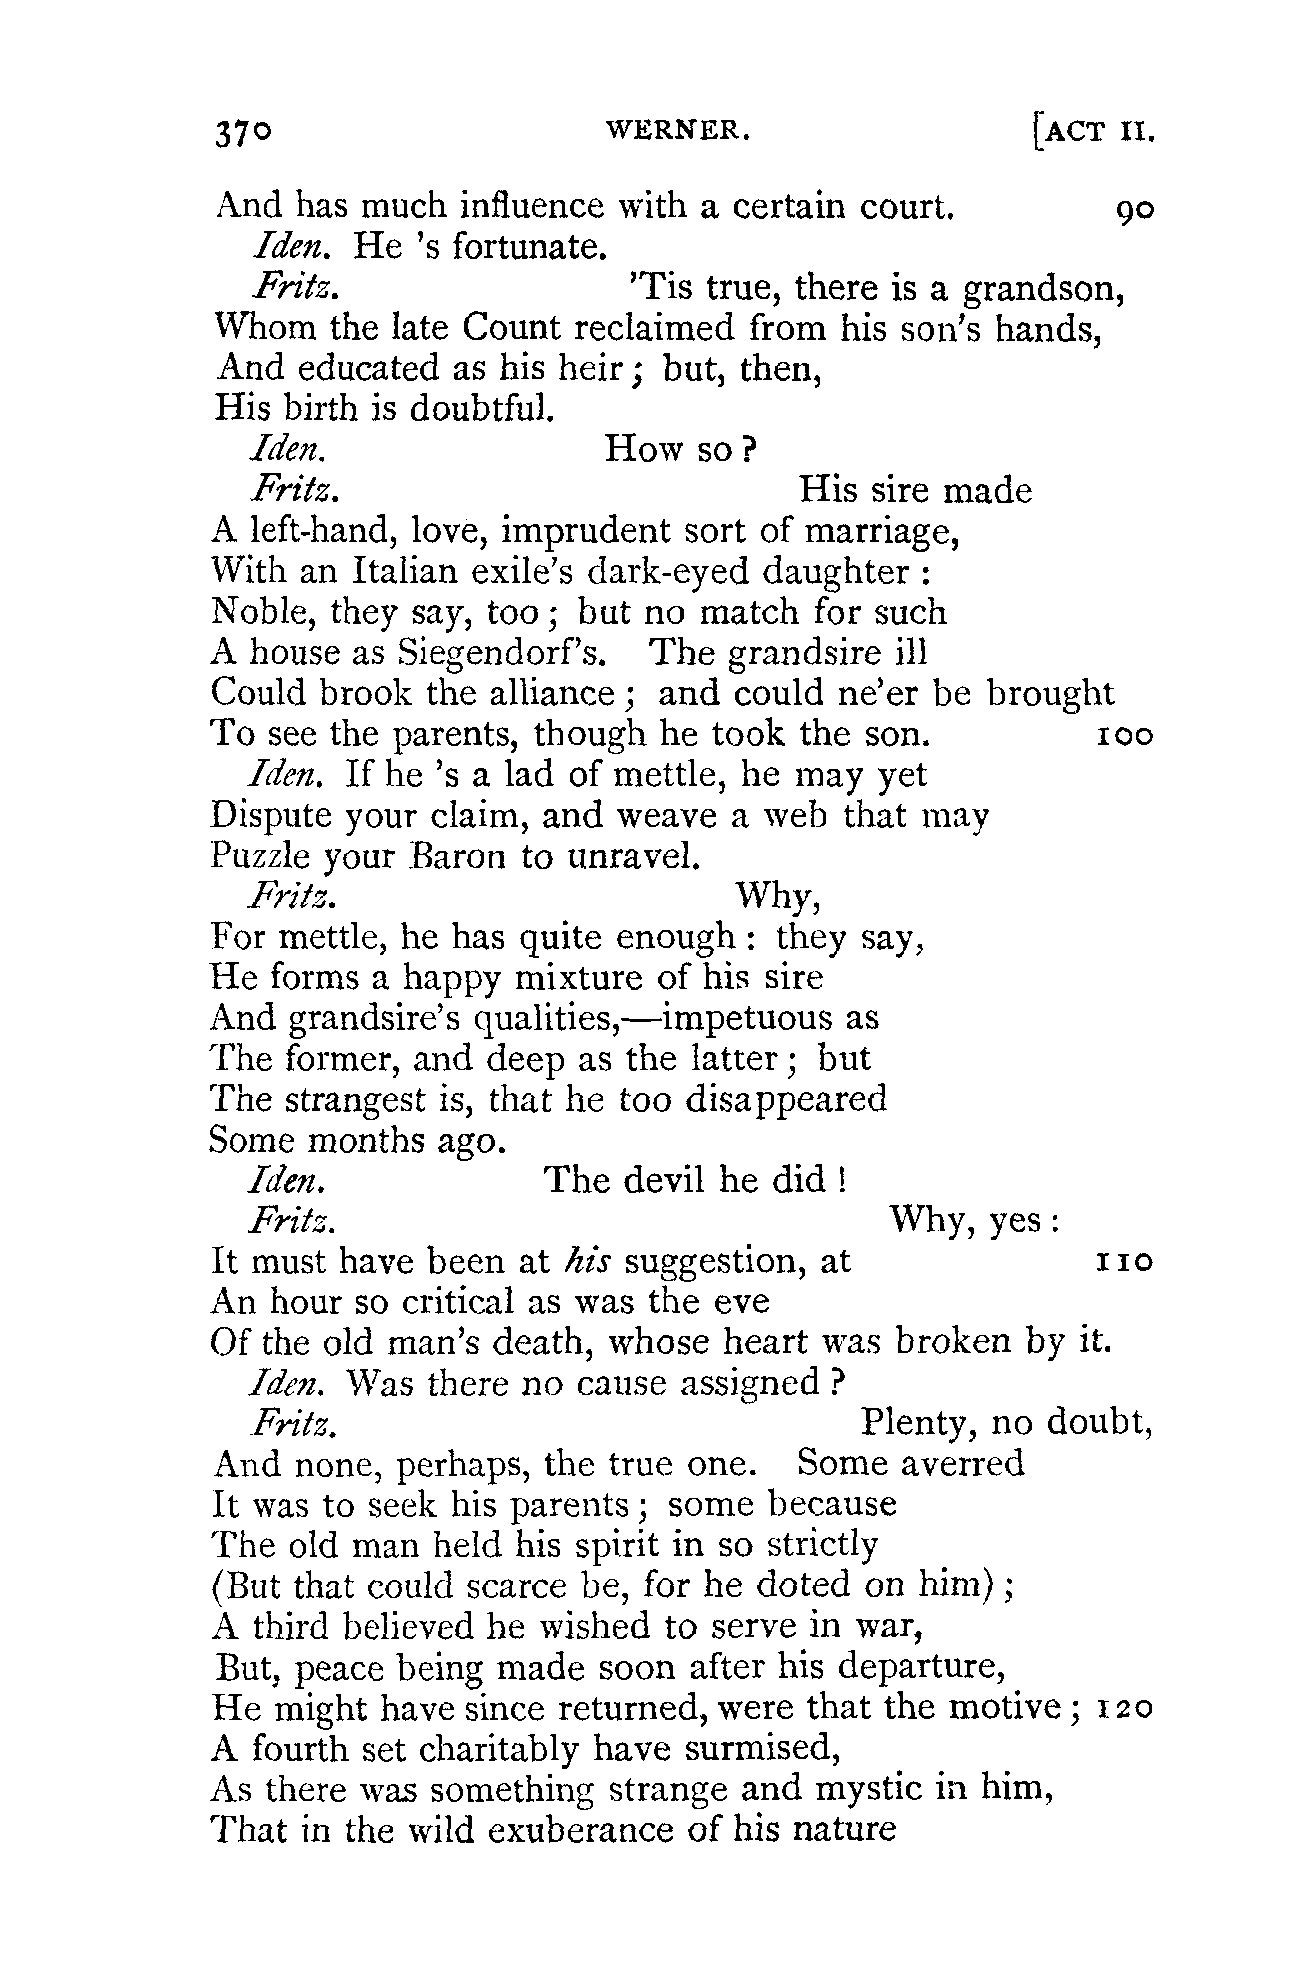 370 WERNER. [ACT II.
And has much influence with a certain court. 90
Iden. He 's fortunate.
Fritz. 'Tis true, there is a grandson,
Whom the late Count reclaimed from his son's hands,
And educated as his heir; but, then,
His birth is doubtful.
Iden. How so?
Fritz. His sire made
A left-hand, love, imprudent sort of marriage,
With an Italian exile's dark-eyed daughter:
Noble, they say, too; but no match for such
A house as Siegendorf's. The grandsire ill
Could brook the alliance; and could ne'er be brought
To see the parents, though he took the son. 100
Iden. If he 's a lad of mettle, he may yet
Dispute your claim, and weave a web that may
Puzzle your Baron to unravel.
Fritz. Why,
For mettle, he has quite enough: they say,
He forms a happy mixture of his sire
And grandsire's qualities,—impetuous as
The former, and deep as the latter; but
The strangest is, that he too disappeared
Some months ago.
Iden. The devil he did!
Fritz. Why, yes:
It must have been at his suggestion, at 110
An hour so critical as was the eve
Of the old man's death, whose heart was broken by it.
Iden. Was there no cause assigned?
Fritz. Plenty, no doubt,
And none, perhaps, the true one. Some averred
It was to seek his parents; some because
The old man held his spirit in so strictly
(But that could scarce be, for he doted on him);
A third believed he wished to serve in war,
But, peace being made soon after his departure,
He might have since returned, were that the motive; 120
A fourth set charitably have surmised,
As there was something strange and mystic in him,
That in the wild exuberance of his nature